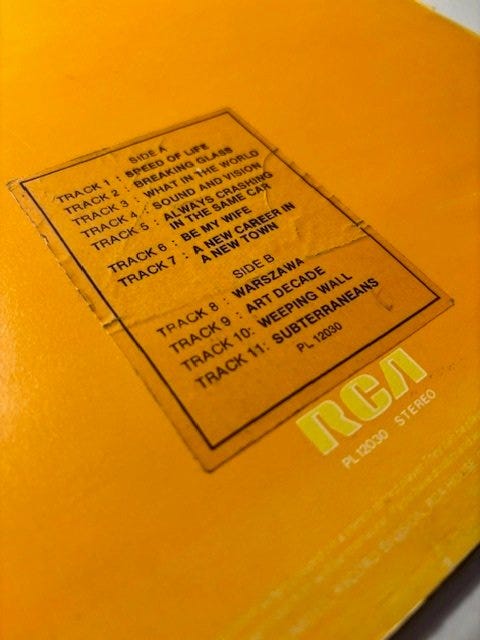 SIDE A
TRACK 1 : SPEED OF LIFE
TRACK 2 : BREAKING GLASS
TRACK 3 : WHAT IN THE WORLD
TRACK 4 : SOUND AND VISION
TRACK 5 : ALWAYS CRASHING
IN THE SAME CAR
TRACK 6 : BE MY WIFE
TRACK 7 : A NEW CAREER IN
A NEW TOWN
SIDE B
TRACK 8 : WARSZAWA
TRACK 9 : ART DECADE
TRACK 10: WEEPING WALL
TRACK 11: SUBTERRANEANS
PL 12030
RCA
PL12030 STEREO